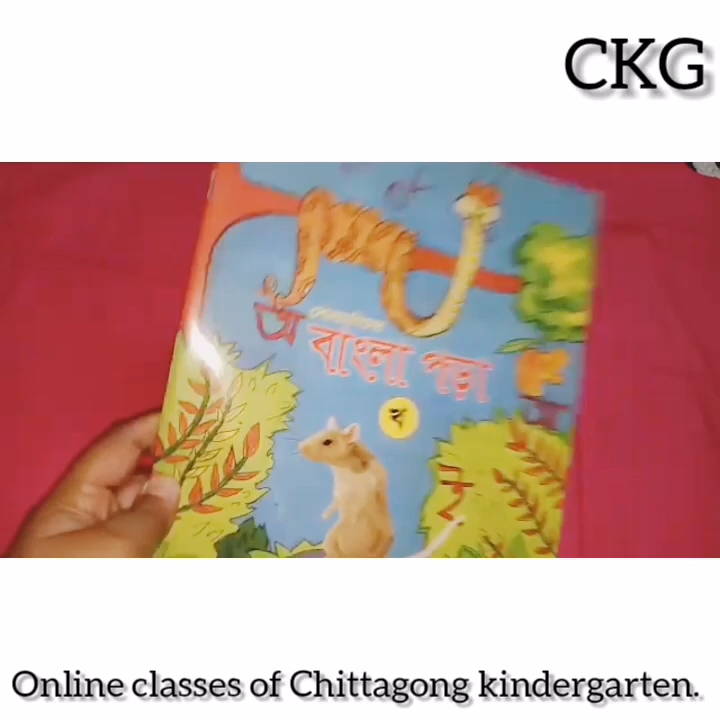 CKG
অ
বাংলা পড়া
Online classes of Chittagong kindergarten.